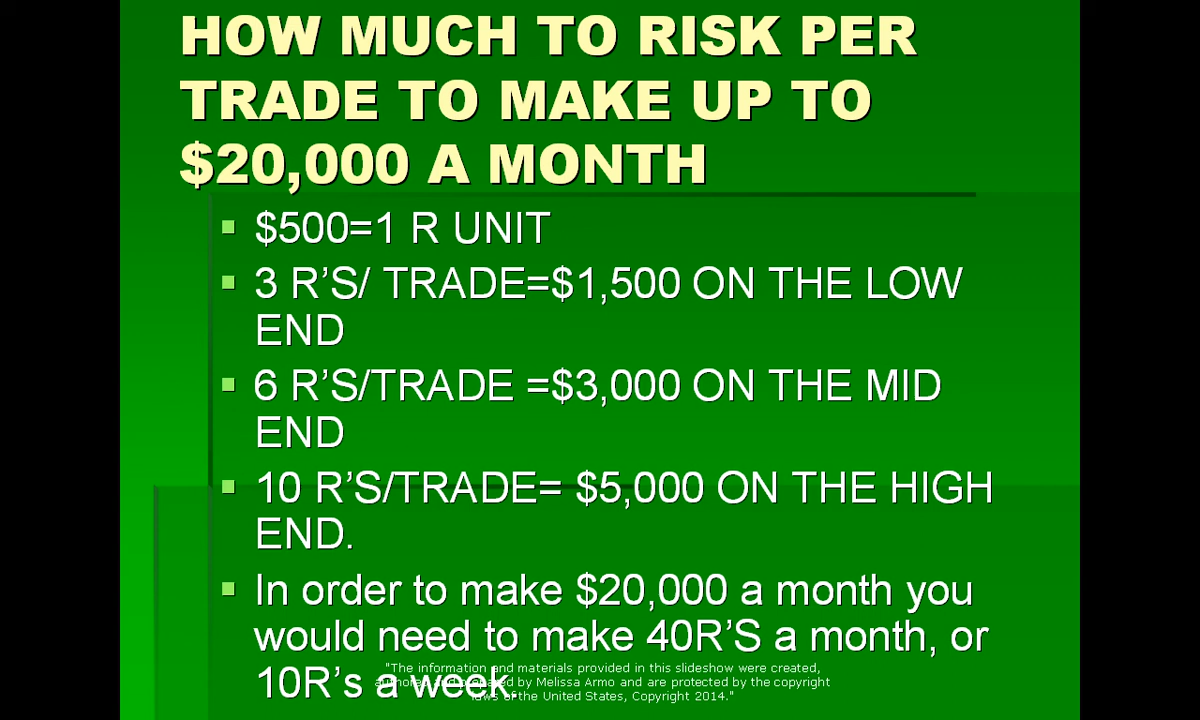 HOW MUCH TO RISK PER
TRADE TO MAKE UP TO
$20,000 A MONTH
$500=1 R UNIT
3 R'S/ TRADE=$1,500 ON THE LOW
END
6 R'S/TRADE =$3,000 ON THE MID
END
10 R'S/TRADE= $5,000 ON THE HIGH
END.
In order to make $20,000 a month you
would need to make 40R'S a month, or
10R's a week.
"The information and materials provided in this slideshow were created,
authored and prepared by Melissa Armo and are protected by the copyright
laws of the United States, Copyright 2014."